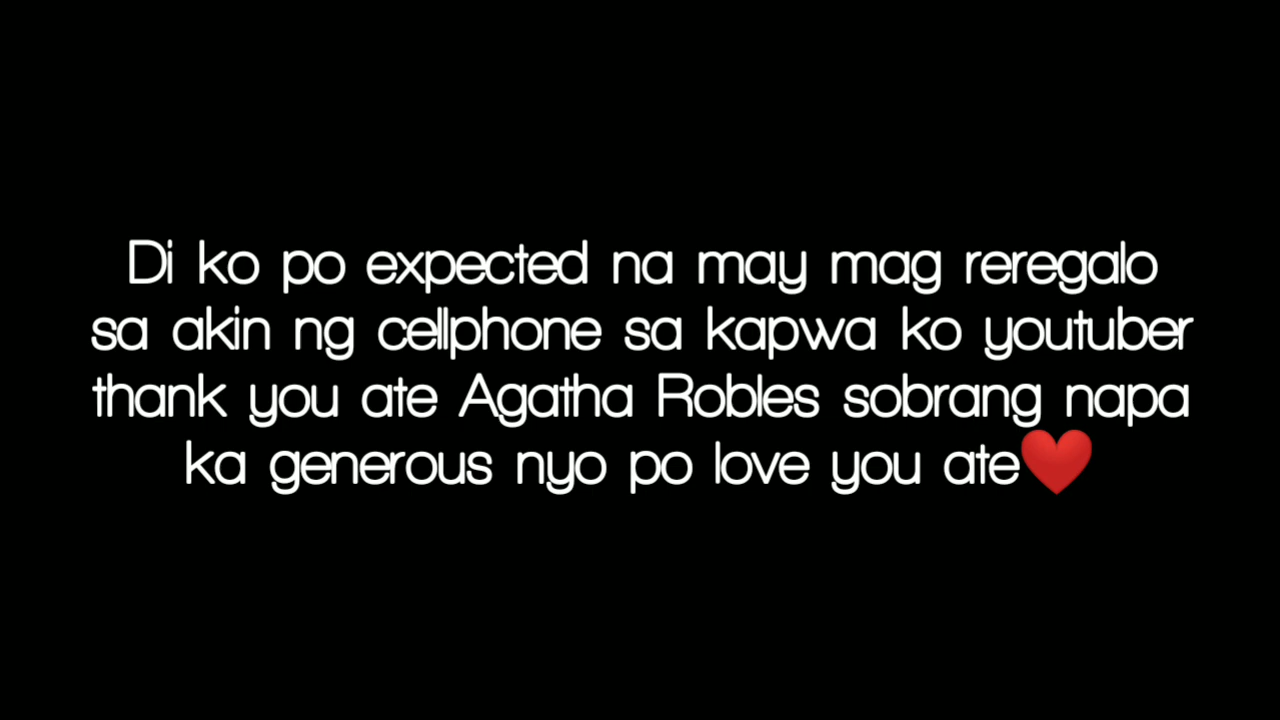 Di ko po expected na may mag reregalo
sa akin ng cellphone sa kapwa ko youtuber
thank you ate Agatha Robles sobrang napa
ka generous nyo po love you ate❤️